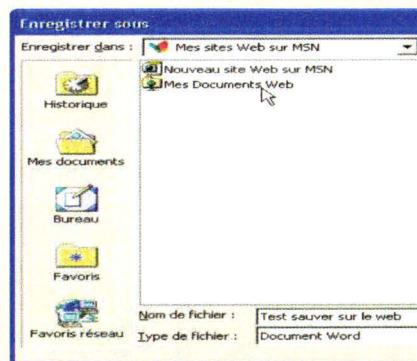 Enregistrer sous
Enregistrer dans : Mes sites Web sur MSN
Nouveau site Web sur MSN
Mes Documents Web
Historique
Mes documents
Bureau
Favoris
Favoris réseau
Nom de fichier : Test sauver sur le web
Type de fichier : Document Word